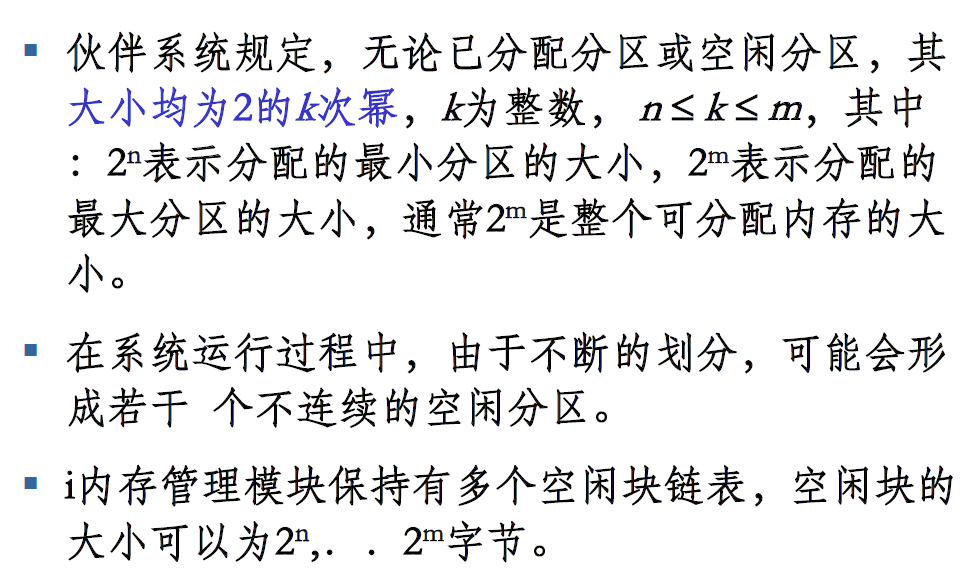 ▪ 伙伴系统规定，无论已分配分区或空闲分区，其
大小均为2的k次幂，k为整数， n ≤ k ≤ m，其中
：2ⁿ表示分配的最小分区的大小，2ᵐ表示分配的
最大分区的大小，通常2ᵐ是整个可分配内存的大
小。
▪ 在系统运行过程中，由于不断的划分，可能会形
成若干 个不连续的空闲分区。
▪ i内存管理模块保持有多个空闲块链表，空闲块的
大小可以为2ⁿ,. . 2ᵐ字节。